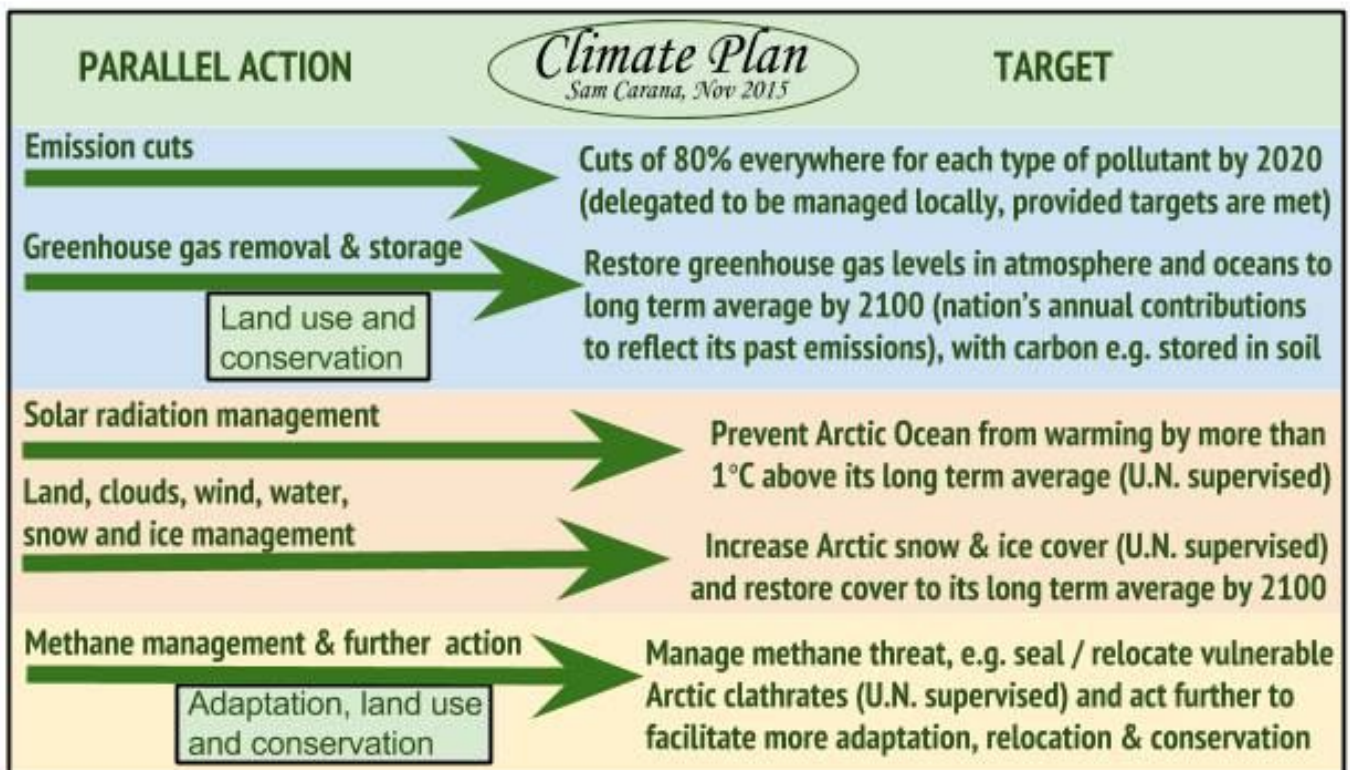 PARALLEL ACTION
Climate Plan
Sam Carana, Nov 2015
TARGET
Emission cuts
Cuts of 80% everywhere for each type of pollutant by 2020
(delegated to be managed locally, provided targets are met)
Greenhouse gas removal & storage
Land use and
conservation
Restore greenhouse gas levels in atmosphere and oceans to
long term average by 2100 (nation's annual contributions
to reflect its past emissions), with carbon e.g. stored in soil
Solar radiation management
Prevent Arctic Ocean from warming by more than
1°C above its long term average (U.N. supervised)
Land, clouds, wind, water,
snow and ice management
Increase Arctic snow & ice cover (U.N. supervised)
and restore cover to its long term average by 2100
Methane management & further action
Adaptation, land use
and conservation
Manage methane threat, e.g. seal / relocate vulnerable
Arctic clathrates (U.N. supervised) and act further to
facilitate more adaptation, relocation & conservation